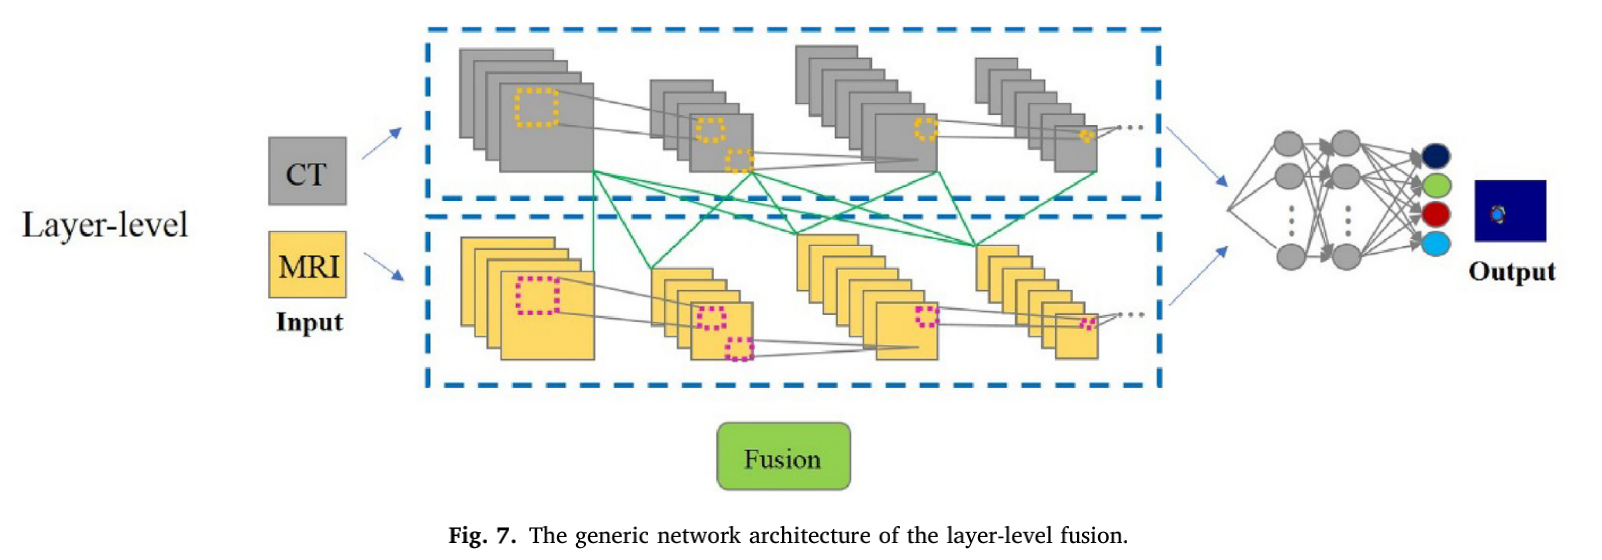 Layer-level
CT
MRI
Input
Output
Fusion
Fig. 7. The generic network architecture of the layer-level fusion.